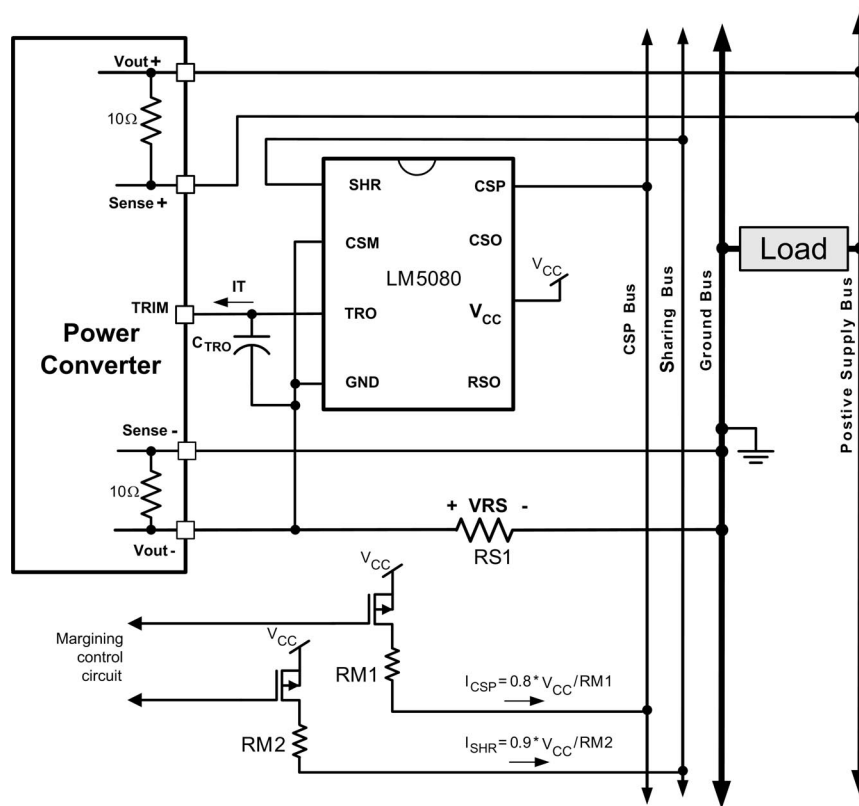 Vout+
10Ω
Sense+
SHR
CSP
CSM
CSO
LM5080
TRO
VCC
GND
RSO
VCC
TRIM
IT
CTRO
Power
Converter
Sense-
10Ω
Vout-
+ VRS -
RS1
CSP Bus
Sharing Bus
Ground Bus
Load
Postive Supply Bus
VCC
Margining
control
circuit
VCC
RM1
ICSP=0.8*VCC/RM1
RM2
ISHR=0.9*VCC/RM2